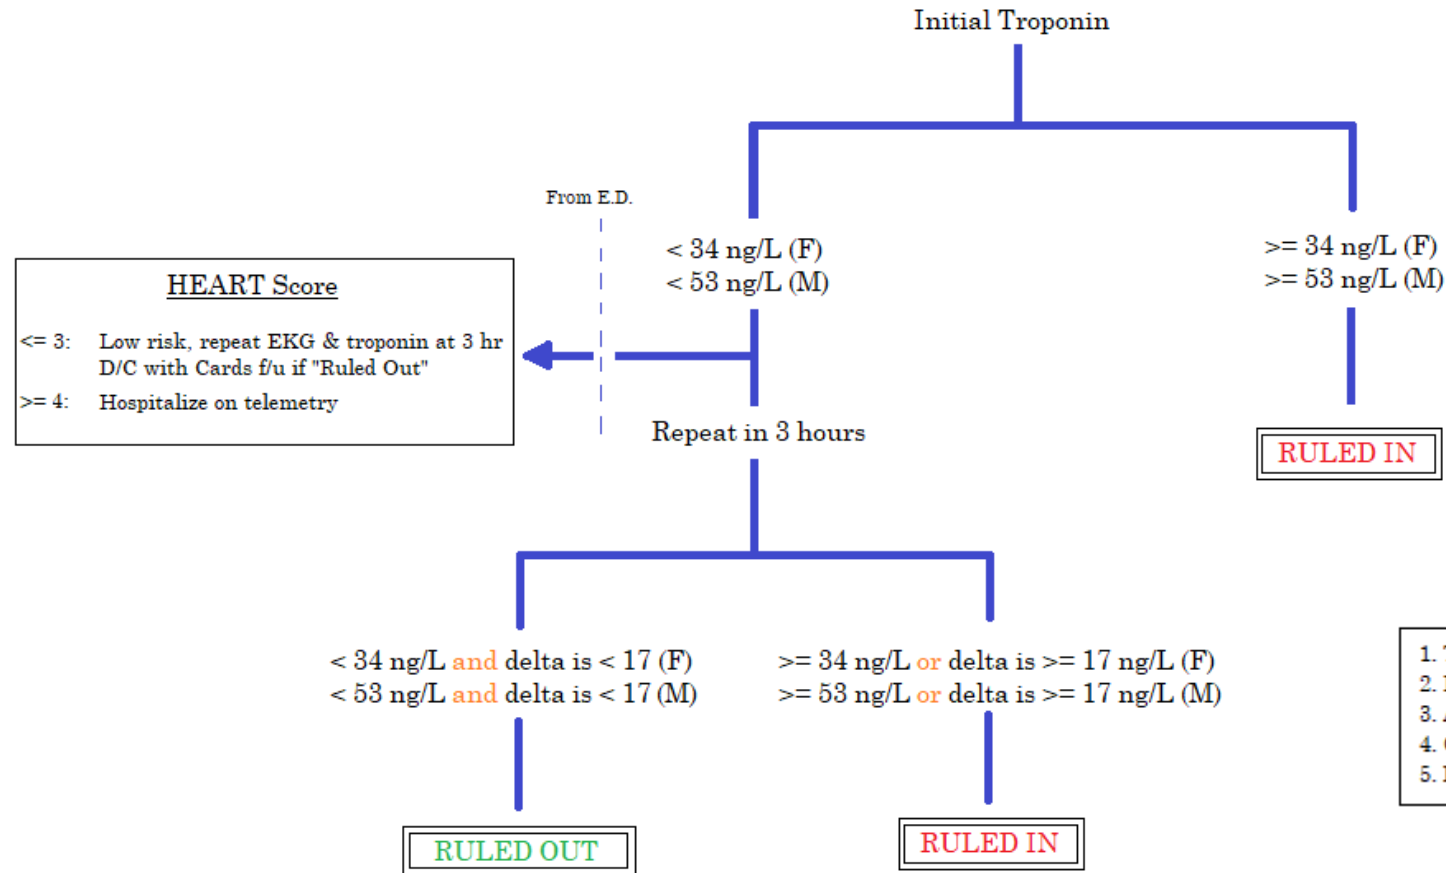 Initial Troponin
From E.D.
< 34 ng/L (F)
< 53 ng/L (M)
>= 34 ng/L (F)
>= 53 ng/L (M)
HEART Score
<= 3: Low risk, repeat EKG & troponin at 3 hr
D/C with Cards f/u if "Ruled Out"
>= 4: Hospitalize on telemetry
Repeat in 3 hours
RULED IN
< 34 ng/L and delta is < 17 (F)
< 53 ng/L and delta is < 17 (M)
>= 34 ng/L or delta is >= 17 ng/L (F)
>= 53 ng/L or delta is >= 17 ng/L (M)
1.
2.
3.
4.
5.
RULED OUT
RULED IN